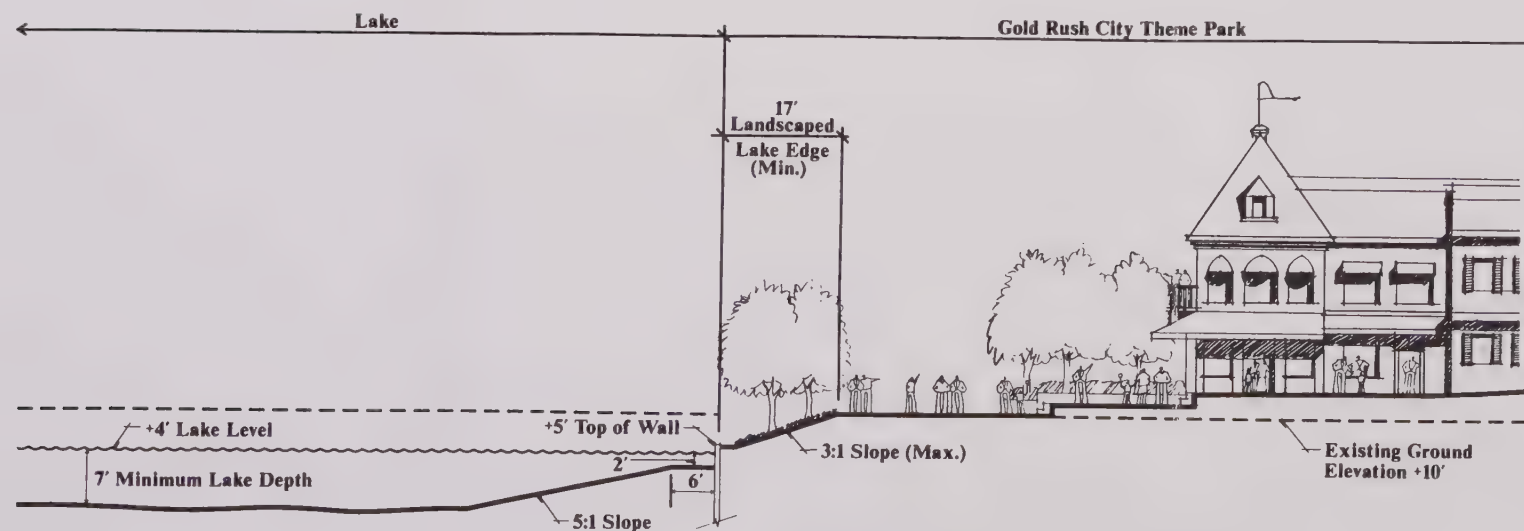 Lake
Gold Rush City Theme Park
17′
Landscaped
Lake Edge
(Min.)
+4′ Lake Level
+5′ Top of Wall
2′
3:1 Slope (Max.)
Existing Ground
Elevation +10′
7′ Minimum Lake Depth
6′
5:1 Slope